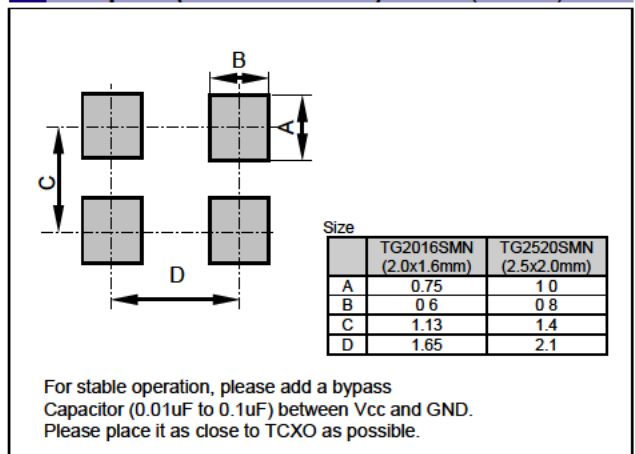 B
A
C
D
Size
TG2016SMN TG2520SMN
(2.0x1.6mm) (2.5x2.0mm)
A 0.75 1 0
B 0 6 0 8
C 1.13 1.4
D 1.65 2.1
For stable operation, please add a bypass
Capacitor (0.01uF to 0.1uF) between Vcc and GND.
Please place it as close to TCXO as possible.